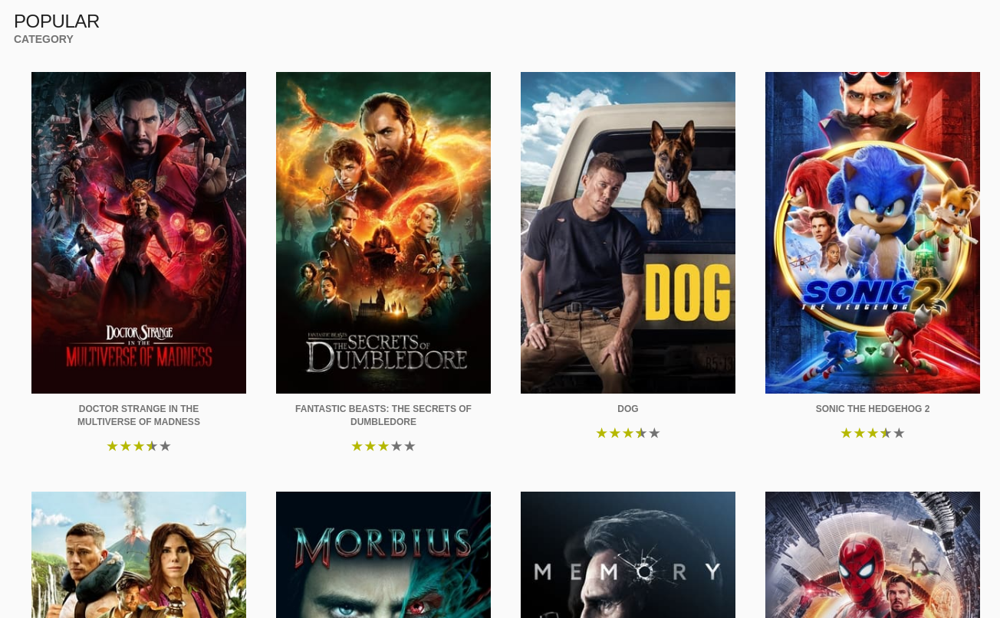 POPULAR
CATEGORY
DOCTOR STRANGE
IN THE
MULTIVERSE OF MADNESS
FANTASTIC BEASTS
THE SECRETS OF
DUMBLEDORE
DOG
SONIC 2
THE HEDGEHOG
DOCTOR STRANGE IN THE
MULTIVERSE OF MADNESS
FANTASTIC BEASTS: THE SECRETS OF
DUMBLEDORE
DOG
SONIC THE HEDGEHOG 2
MORBIUS
MEMORY